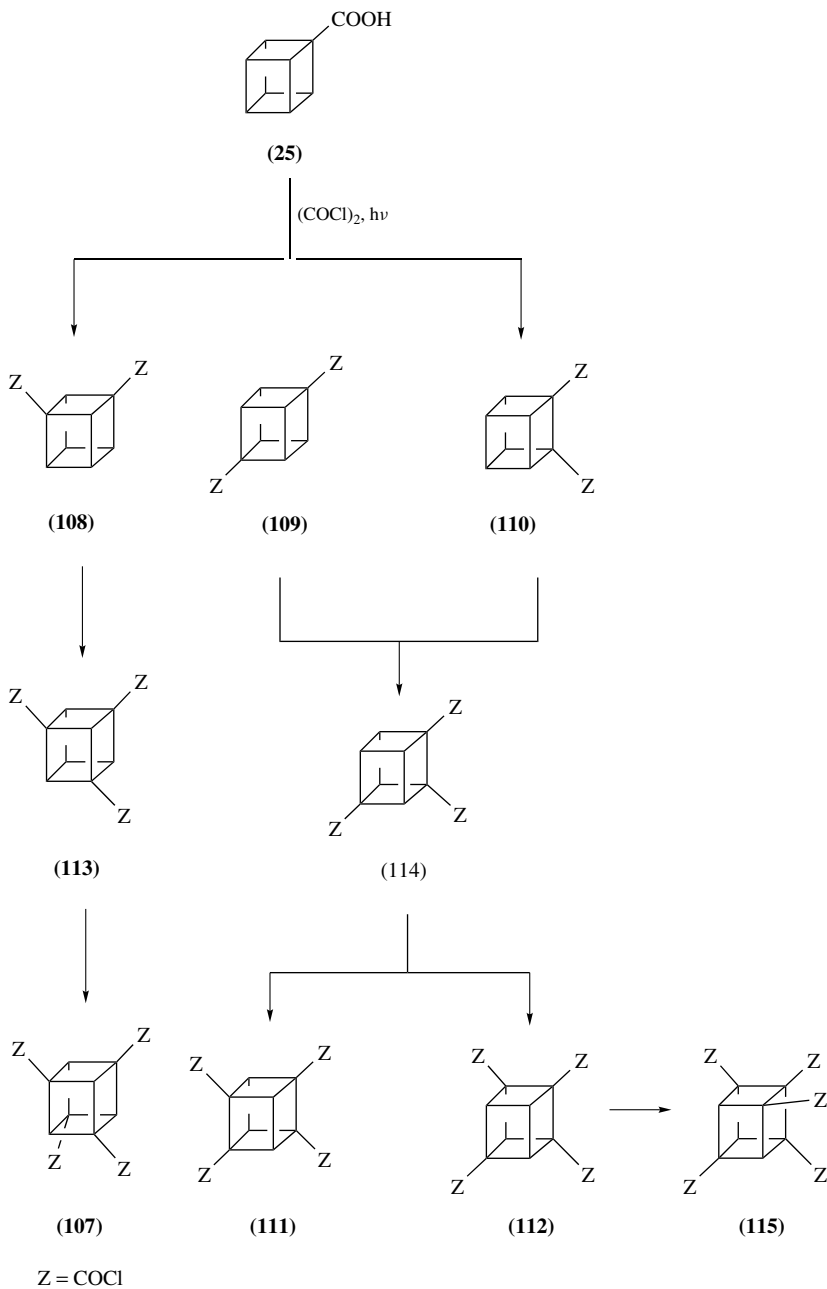 COOH
(25)
(COCl)2, hν
Z Z
Z
Z
Z
Z
(108)
(109)
(110)
Z Z
Z
Z
Z Z
(113)
(114)
Z Z
Z Z
Z Z
Z Z
Z
Z Z
Z Z
Z Z
Z Z
(107)
(111)
(112)
(115)
Z = COCl